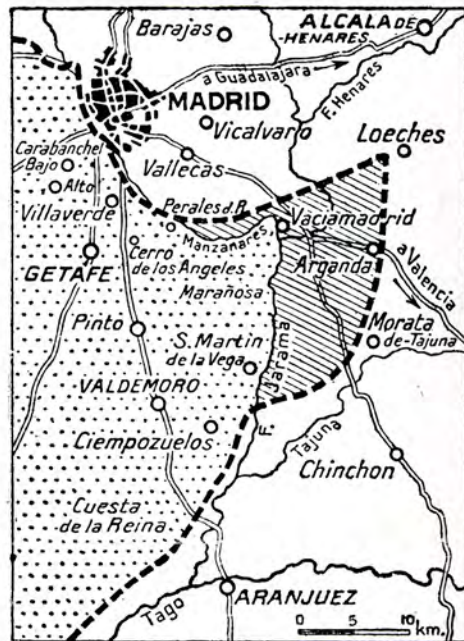 Barajas
ALCALA DE
-HENARES
a Guadalajara
F. Henares
MADRID
Vicalvaro
Loeches
Carabanchel
Bajo
Alto
Vallecas
Villaverde
Perales d. R.
Manzanares
Vaciamadrid
GETAFE
Cerro
de los Angeles
Arganda
a Valencia
Marañosa
Pinto
S. Martin
de la Vega
F. Jarama
Morata
de-Tajuna
VALDEMORO
Ciempozuelos
Tajuna
Chinchon
Cuesta
de la Reina
Tago
ARANJUEZ
0 5 10
km.